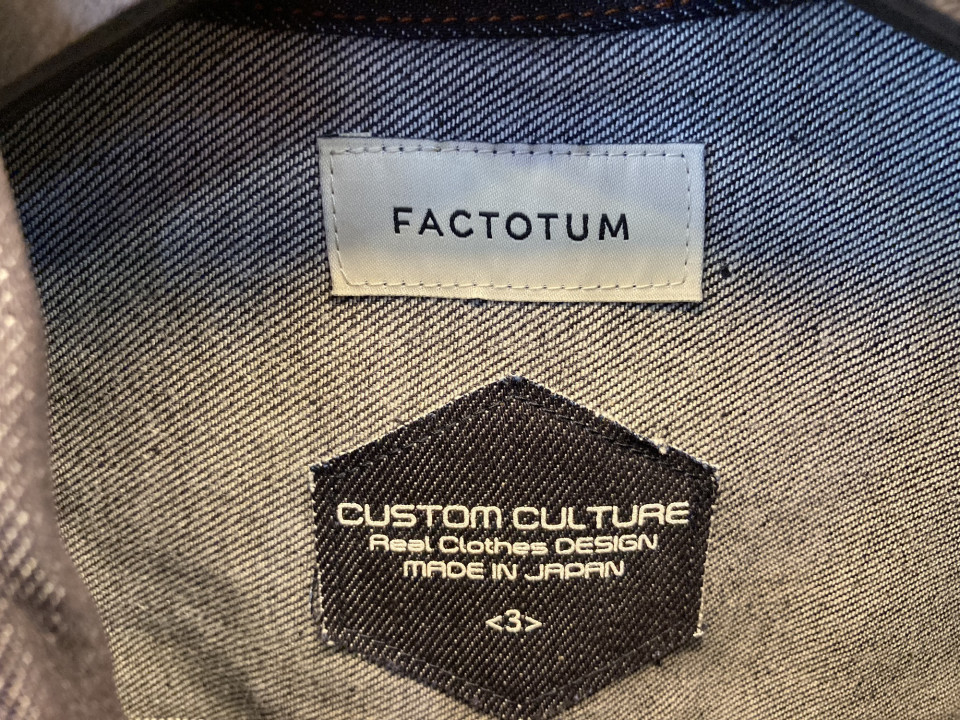 FACTOTUM
CUSTOM CULTURE
Real Clothes DESIGN
MADE IN JAPAN
<3>